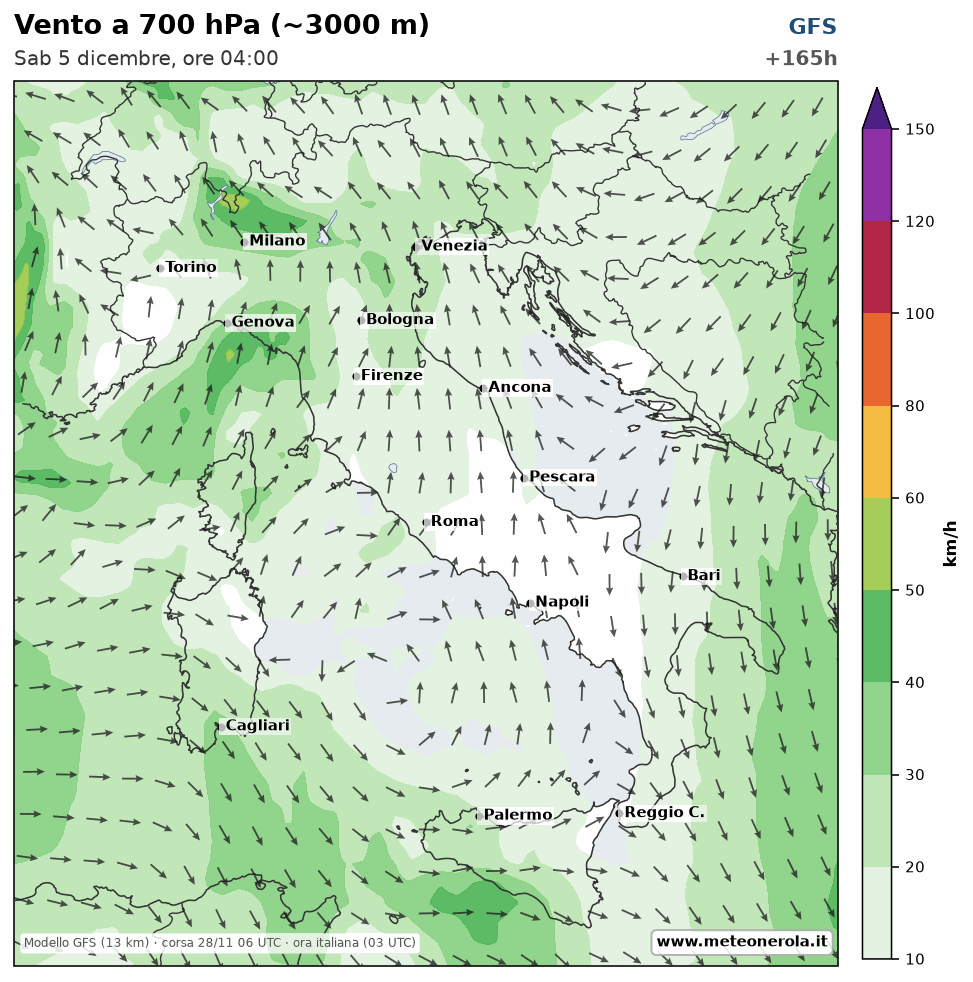 Vento a 700 hPa (~3000 m)
GFS
Sab 5 dicembre, ore 04:00
+165h
150
120
100
80
60
50
40
30
20
10
km/h
Milano
Venezia
Torino
Genova
Bologna
Firenze
Ancona
Pescara
Roma
Bari
Napoli
Cagliari
Palermo
Reggio C.
Modello GFS (13 km) · corsa 28/11 06 UTC · ora italiana (03 UTC)
www.meteonerola.it